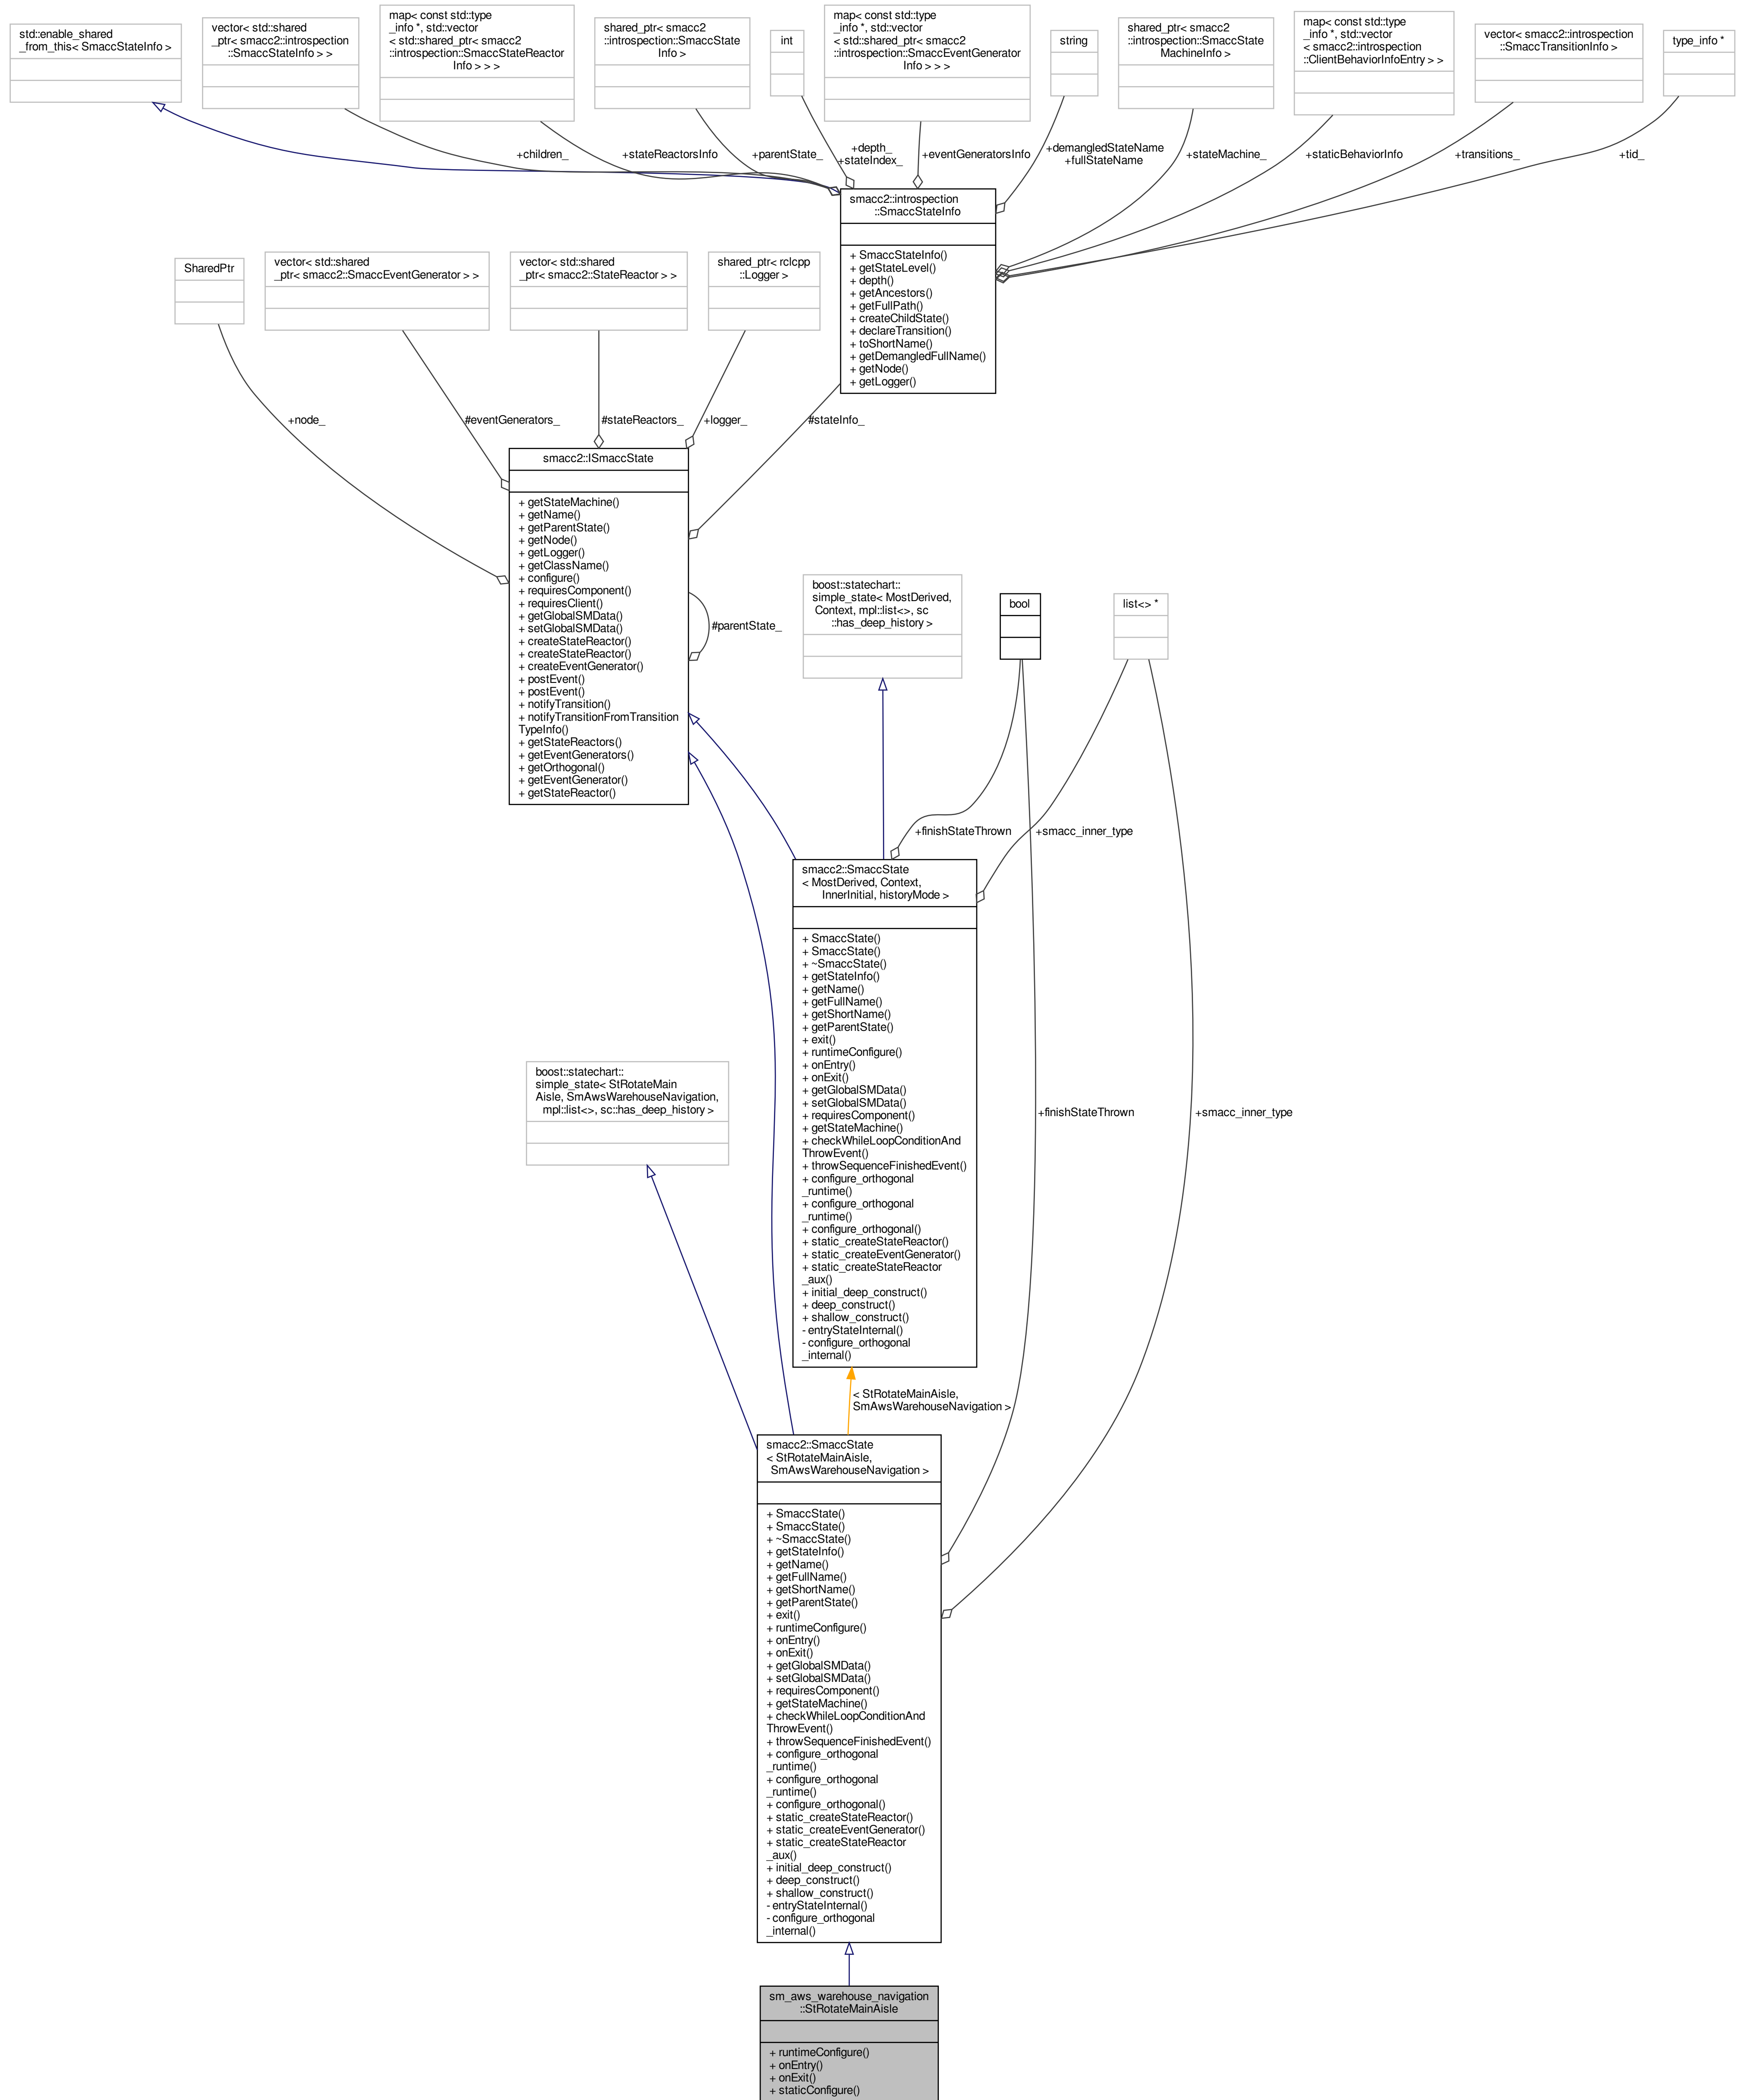 std::enable_shared
_from_this< SmaccStateInfo >
vector< std::shared
_ptr< smacc2::introspection
::SmaccStateInfo > >
map< const std::type
_info *, std::vector
< std::shared_ptr< smacc2
::introspection::SmaccStateReactor
Info > > >
shared_ptr< smacc2
::introspection::SmaccState
Info >
int
map< const std::type
_info *, std::vector
< std::shared_ptr< smacc2
::introspection::SmaccEventGenerator
Info > > >
string
shared_ptr< smacc2
::introspection::SmaccState
MachineInfo >
map< const std::type
_info *, std::vector
< smacc2::introspection
::ClientBehaviorInfoEntry > >
vector< smacc2::introspection
::SmaccTransitionInfo >
type_info *
+children_
+stateReactorsInfo
+parentState_
+depth_
+stateIndex_
+eventGeneratorsInfo
+demangledStateName
+fullStateName
+stateMachine_
+staticBehaviorInfo
+transitions_
+tid_
smacc2::introspection
::SmaccStateInfo
+ SmaccStateInfo()
+ getStateLevel()
+ depth()
+ getAncestors()
+ getFullPath()
+ createChildState()
+ declareTransition()
+ toShortName()
+ getDemangledFullName()
+ getNode()
+ getLogger()
SharedPtr
vector< std::shared
_ptr< smacc2::SmaccEventGenerator > >
vector< std::shared
_ptr< smacc2::StateReactor > >
shared_ptr< rclcpp
::Logger >
+node_
#eventGenerators_
#stateReactors_
+logger_
#stateInfo_
smacc2::ISmaccState
+ getStateMachine()
+ getName()
+ getParentState()
+ getNode()
+ getLogger()
+ getClassName()
+ configure()
+ requiresComponent()
+ requiresClient()
+ getGlobalSMData()
+ setGlobalSMData()
+ createStateReactor()
+ createStateReactor()
+ createEventGenerator()
+ postEvent()
+ postEvent()
+ notifyTransition()
+ notifyTransitionFromTransition
TypeInfo()
+ getStateReactors()
+ getEventGenerators()
+ getOrthogonal()
+ getEventGenerator()
+ getStateReactor()
#parentState_
boost::statechart::
simple_state< MostDerived,
Context, mpl::list<>, sc
::has_deep_history >
bool
list<> *
+finishStateThrown
+smacc_inner_type
smacc2::SmaccState
< MostDerived, Context,
InnerInitial, historyMode >
+ SmaccState()
+ SmaccState()
+ ~SmaccState()
+ getStateInfo()
+ getName()
+ getFullName()
+ getShortName()
+ getParentState()
+ exit()
+ runtimeConfigure()
+ onEntry()
+ onExit()
+ getGlobalSMData()
+ setGlobalSMData()
+ requiresComponent()
+ getStateMachine()
+ checkWhileLoopConditionAnd
ThrowEvent()
+ throwSequenceFinishedEvent()
+ configure_orthogonal
_runtime()
+ configure_orthogonal
_runtime()
+ configure_orthogonal()
+ static_createStateReactor()
+ static_createEventGenerator()
+ static_createStateReactor
_aux()
+ initial_deep_construct()
+ deep_construct()
+ shallow_construct()
- entryStateInternal()
- configure_orthogonal
_internal()
boost::statechart::
simple_state< StRotateMain
Aisle, SmAwsWarehouseNavigation,
mpl::list<>, sc::has_deep_history >
+finishStateThrown
+smacc_inner_type
< StRotateMainAisle,
SmAwsWarehouseNavigation >
smacc2::SmaccState
< StRotateMainAisle,
SmAwsWarehouseNavigation >
+ SmaccState()
+ SmaccState()
+ ~SmaccState()
+ getStateInfo()
+ getName()
+ getFullName()
+ getShortName()
+ getParentState()
+ exit()
+ runtimeConfigure()
+ onEntry()
+ onExit()
+ getGlobalSMData()
+ setGlobalSMData()
+ requiresComponent()
+ getStateMachine()
+ checkWhileLoopConditionAnd
ThrowEvent()
+ throwSequenceFinishedEvent()
+ configure_orthogonal
_runtime()
+ configure_orthogonal
_runtime()
+ configure_orthogonal()
+ static_createStateReactor()
+ static_createEventGenerator()
+ static_createStateReactor
_aux()
+ initial_deep_construct()
+ deep_construct()
+ shallow_construct()
- entryStateInternal()
- configure_orthogonal
_internal()
sm_aws_warehouse_navigation
::StRotateMainAisle
+ runtimeConfigure()
+ onEntry()
+ onExit()
+ staticConfigure()